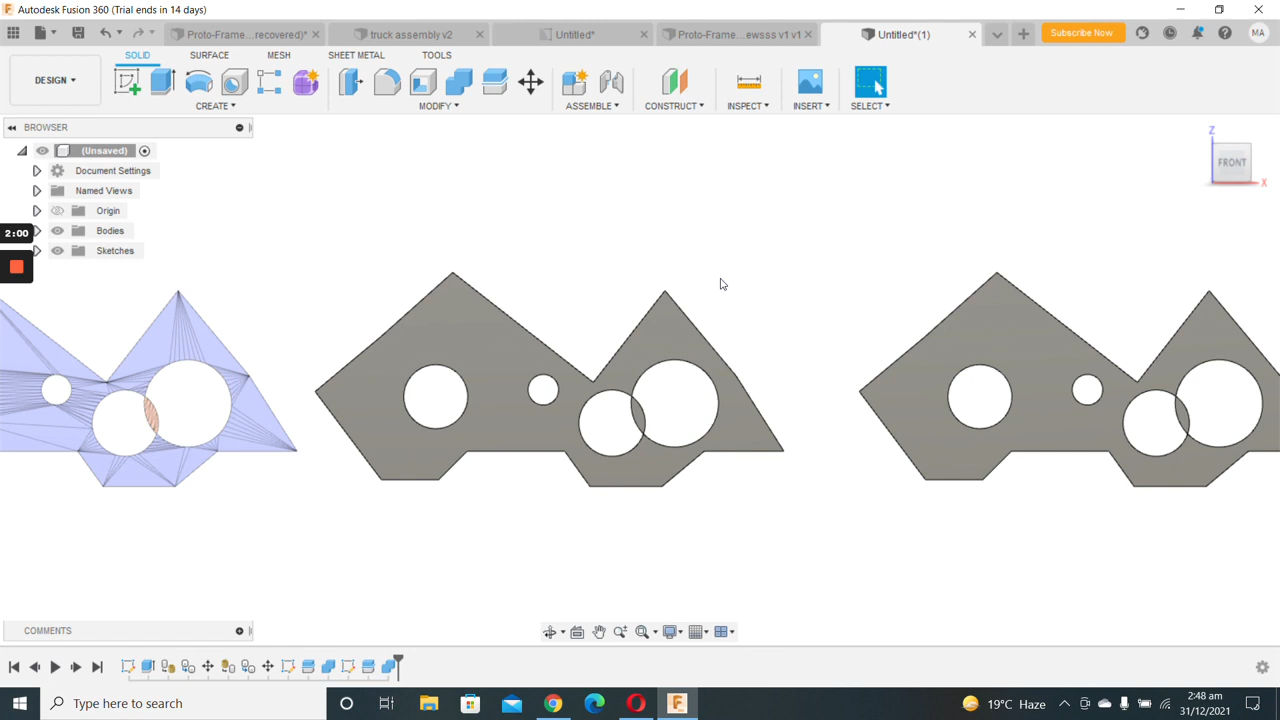 Autodesk Fusion 360 (Trial ends in 14 days)
Proto-Frame...recovered)*
truck assembly v2
Untitled*
Proto-Frame...ewsss v1 v1
Untitled*(1)
Subscribe Now
MA
SOLID
SURFACE
MESH
SHEET METAL
TOOLS
DESIGN
CREATE
MODIFY
ASSEMBLE
CONSTRUCT
INSPECT
INSERT
SELECT
BROWSER
(Unsaved)
Document Settings
Named Views
Origin
Bodies
Sketches
2:00
Z
FRONT
X
COMMENTS
Type here to search
19°C Haze
2:48 am
31/12/2021